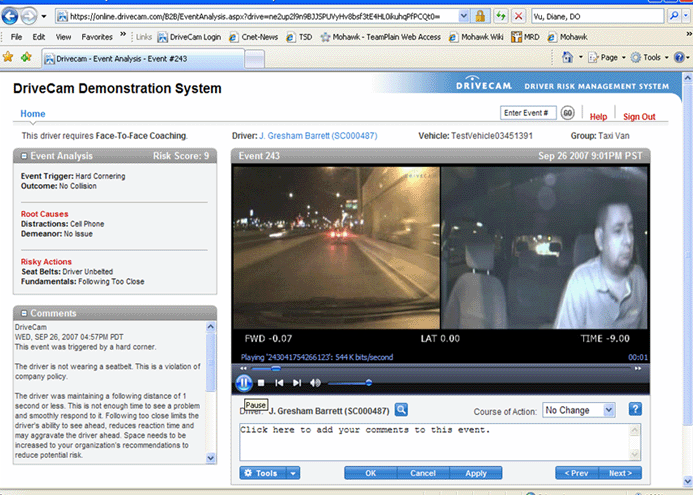 https://online.drivecam.com/B2B/EventAnalysis.aspx?drive=ne2up2l9n9BJJSPUVyHv8bsf3tE4HL0ikuhqPfPCQt0=
Vu, Diane, DO
File Edit View Favorites » Links DriveCam Login Cnet-News TSD Mohawk - TeamPlain Web Access Mohawk Wiki MRD Mohawk
Drivecam - Event Analysis - Event #243
Page Tools
DriveCam Demonstration System
DRIVECAM DRIVER RISK MANAGEMENT SYSTEM
Home
Enter Event # GO Help Sign Out
This driver requires Face-To-Face Coaching. Driver: J. Gresham Barrett (SC000487) Vehicle: TestVehicle03451391 Group: Taxi Van
Event Analysis Risk Score: 9
Event 243 Sep 26 2007 9:01PM PST
Event Trigger: Hard Cornering
Outcome: No Collision
Root Causes
Distractions: Cell Phone
Demeanor: No Issue
Risky Actions
Seat Belts: Driver Unbelted
Fundamentals: Following Too Close
Comments
DriveCam
WED, SEP 26, 2007 04:57PM PDT
This event was triggered by a hard corner.
The driver is not wearing a seatbelt. This is a violation of
company policy.
The driver was maintaining a following distance of 1
second or less. This is not enough time to see a problem
and smoothly respond to it. Following too close limits the
driver's ability to see ahead, reduces reaction time and
may aggravate the driver ahead. Space needs to be
increased to your organization's recommendations to
reduce potential risk.
DRIVECAM
FWD -0.07 LAT 0.00 TIME -9.00
Playing '243041754266123': 544K bits/second 00:01
Pause
Driver: J. Gresham Barrett (SC000487) Course of Action: No Change ?
Click here to add your comments to this event.
Tools OK Cancel Apply < Prev Next >